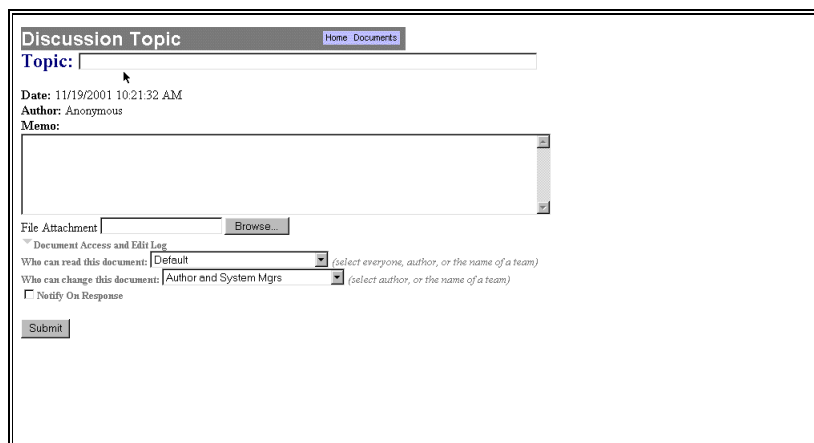 Discussion Topic Home Documents
Topic:
Date: 11/19/2001 10:21:32 AM
Author: Anonymous
Memo:
File Attachment Browse...
Document Access and Edit Log
Who can read this document: Default (select everyone, author, or the name of a team)
Who can change this document: Author and System Mgrs (select author, or the name of a team)
Notify On Response
Submit